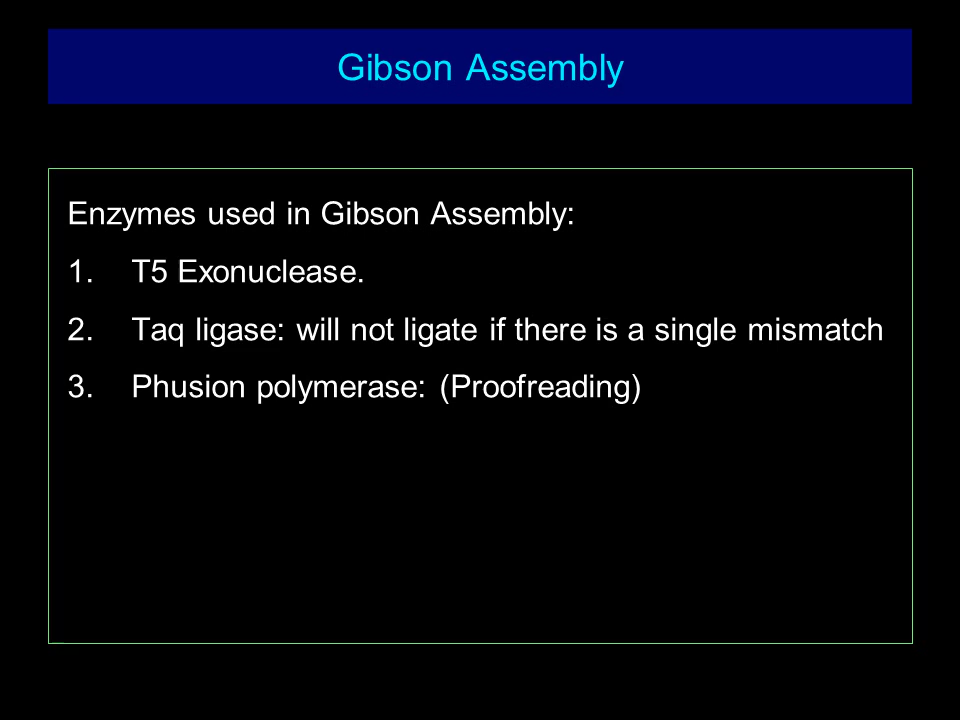 Gibson Assembly
Enzymes used in Gibson Assembly:
1. T5 Exonuclease.
2. Taq ligase: will not ligate if there is a single mismatch
3. Phusion polymerase: (Proofreading)